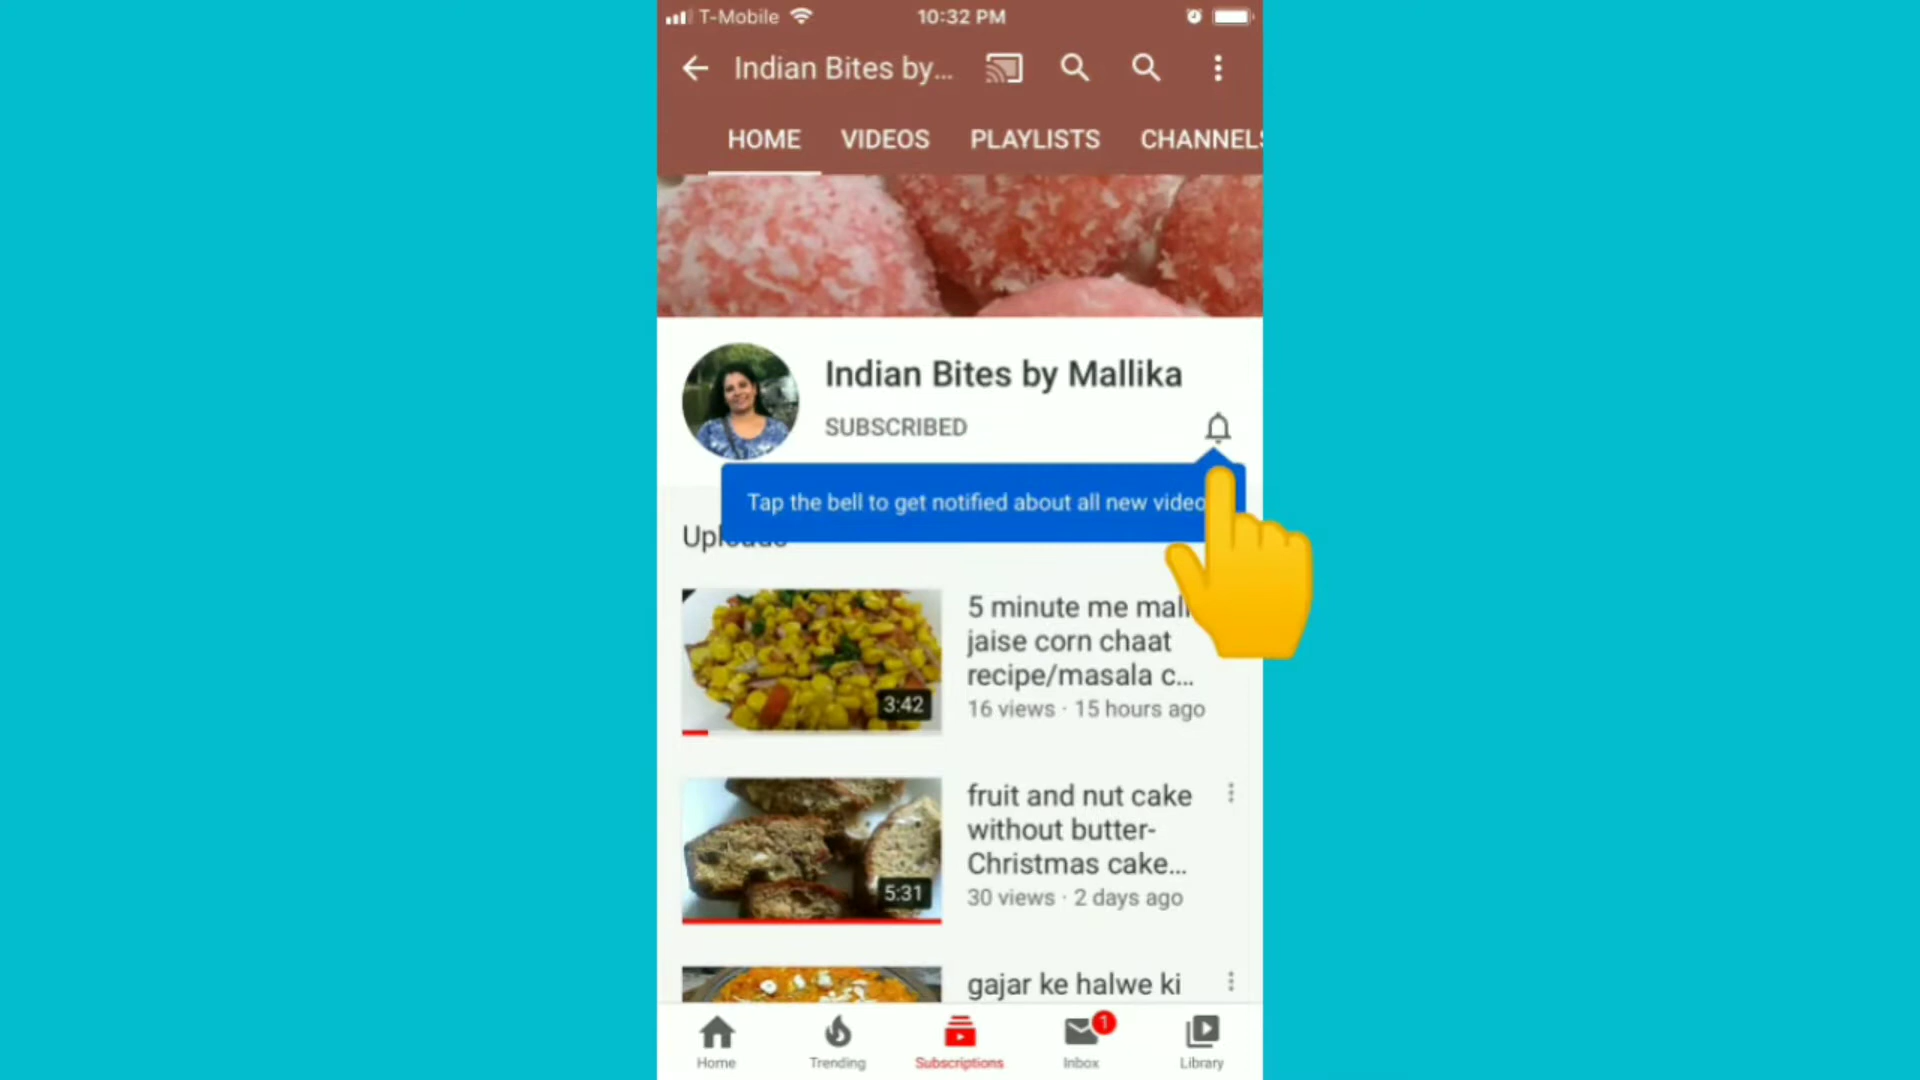 T-Mobile 10:32 PM
Indian Bites by...
HOME VIDEOS PLAYLISTS CHANNELS
Indian Bites by Mallika
SUBSCRIBED
Tap the bell to get notified about all new video
Uploads
5 minute me mall
jaise corn chaat
recipe/masala c...
16 views · 15 hours ago
3:42
fruit and nut cake
without butter-
Christmas cake...
30 views · 2 days ago
5:31
gajar ke halwe ki
1
Home Trending Subscriptions Inbox Library